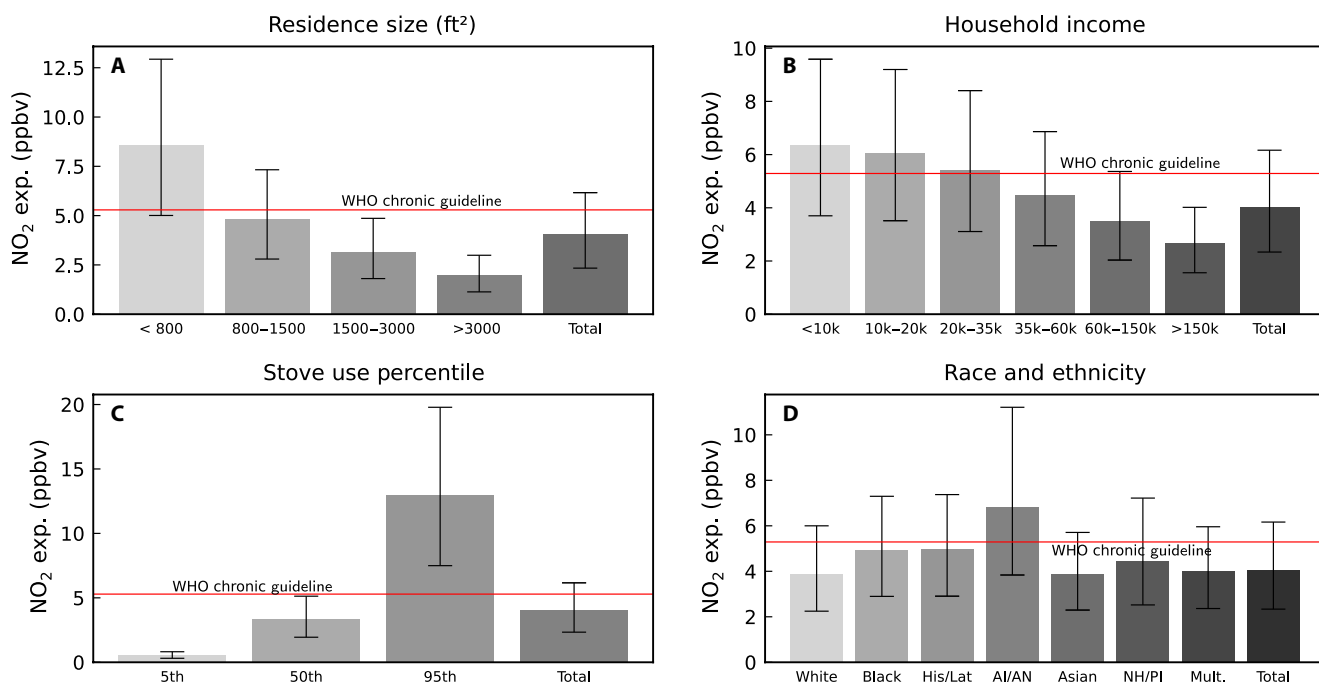 Residence size (ft²)
A
NO₂ exp. (ppbv)
12.5
10.0
7.5
5.0
2.5
0.0
WHO chronic guideline
< 800
800–1500
1500–3000
>3000
Total
Household income
B
NO₂ exp. (ppbv)
10
8
6
4
2
0
WHO chronic guideline
<10k
10k–20k
20k–35k
35k–60k
60k–150k
>150k
Total
Stove use percentile
C
NO₂ exp. (ppbv)
20
15
10
5
0
WHO chronic guideline
5th
50th
95th
Total
Race and ethnicity
D
NO₂ exp. (ppbv)
10
8
6
4
2
0
WHO chronic guideline
White
Black
His/Lat
AI/AN
Asian
NH/PI
Mult.
Total